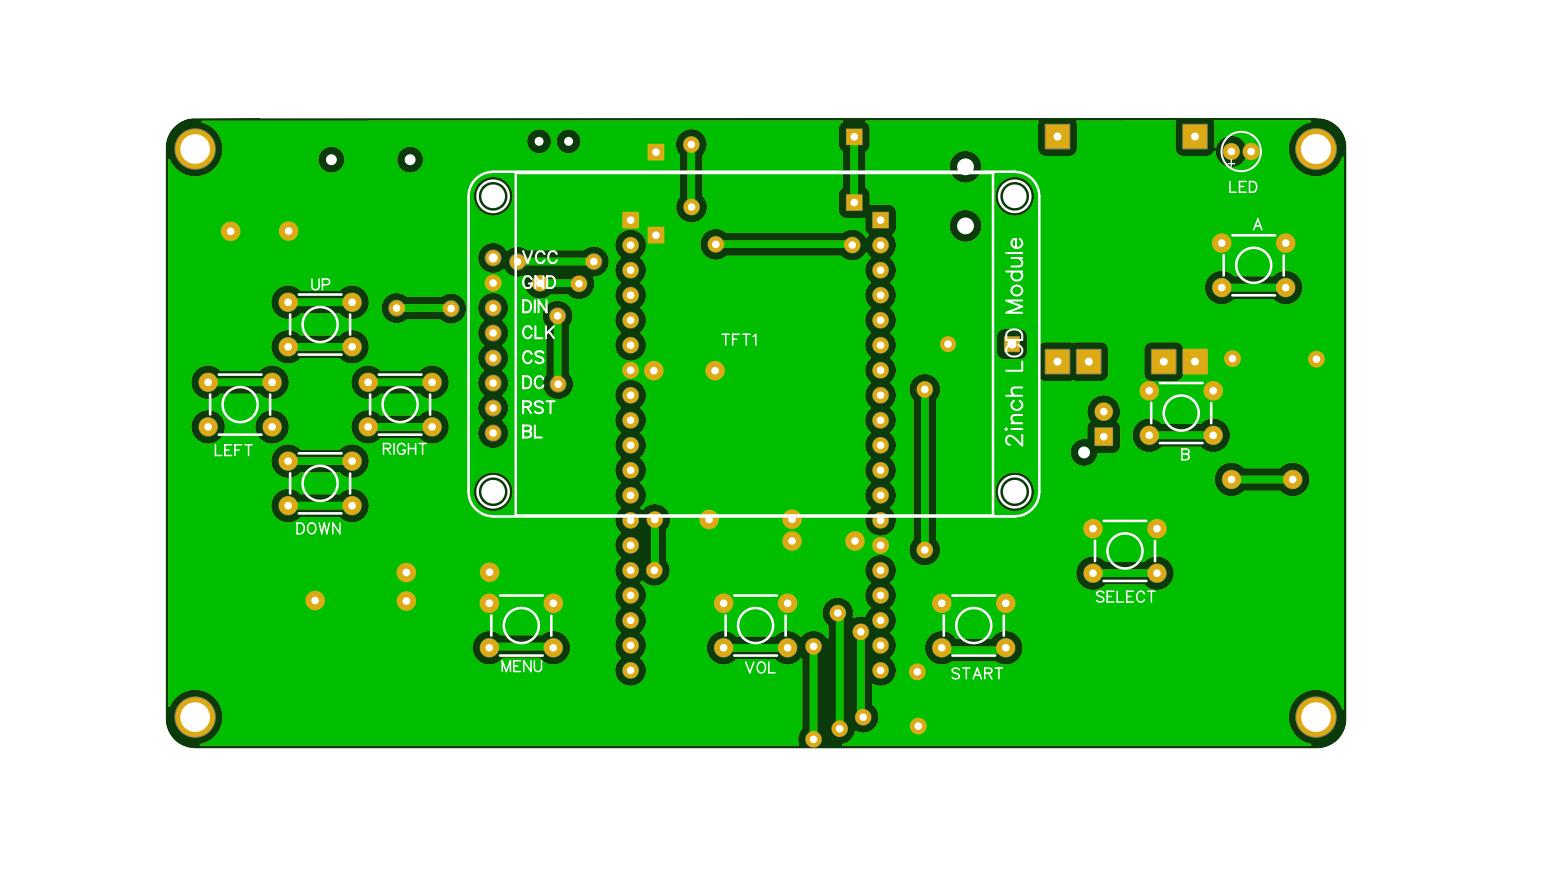 +
LED
A
VCC
GND
DIN
CLK
CS
DC
RST
BL
UP
TFT1
2inch LCD Module
LEFT
RIGHT
B
DOWN
SELECT
MENU
VOL
START